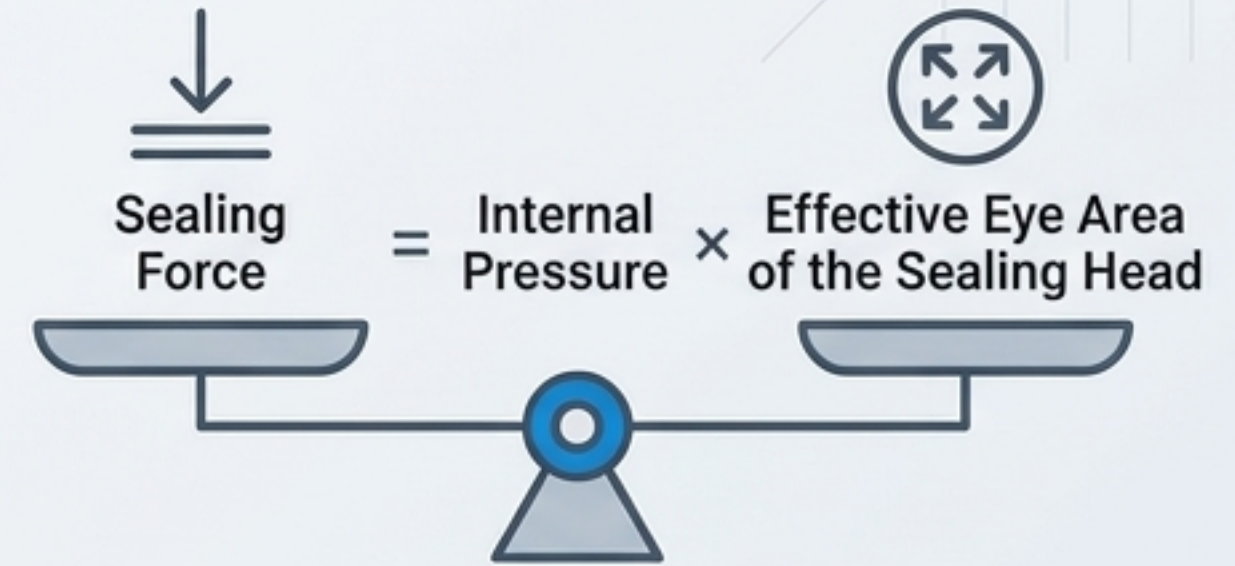 Sealing
Force
=
Internal
Pressure
×
Effective Eye Area
of the Sealing Head